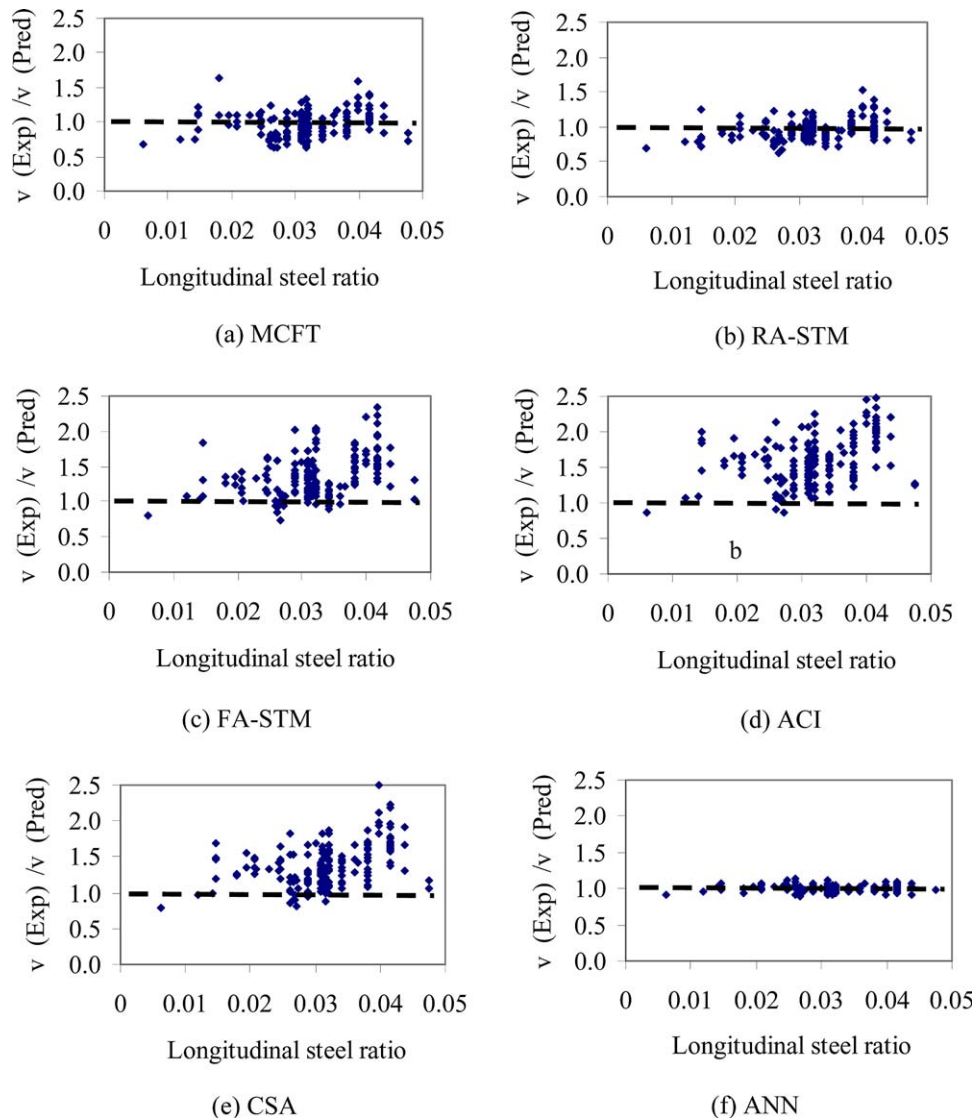 2.5
2.0
1.5
1.0
0.5
0.0
v (Exp) /v (Pred)
0 0.01 0.02 0.03 0.04 0.05
Longitudinal steel ratio
(a) MCFT
2.5
2.0
1.5
1.0
0.5
0.0
v (Exp) /v (Pred)
0 0.01 0.02 0.03 0.04 0.05
Longitudinal steel ratio
(b) RA-STM
2.5
2.0
1.5
1.0
0.5
0.0
v (Exp) /v (Pred)
0 0.01 0.02 0.03 0.04 0.05
Longitudinal steel ratio
(c) FA-STM
2.5
2.0
1.5
1.0
0.5
0.0
v (Exp) /v (Pred)
b
0 0.01 0.02 0.03 0.04 0.05
Longitudinal steel ratio
(d) ACI
2.5
2.0
1.5
1.0
0.5
0.0
v (Exp) /v (Pred)
0 0.01 0.02 0.03 0.04 0.05
Longitudinal steel ratio
(e) CSA
2.5
2.0
1.5
1.0
0.5
0.0
v (Exp) /v (Pred)
0 0.01 0.02 0.03 0.04 0.05
Longitudinal steel ratio
(f) ANN